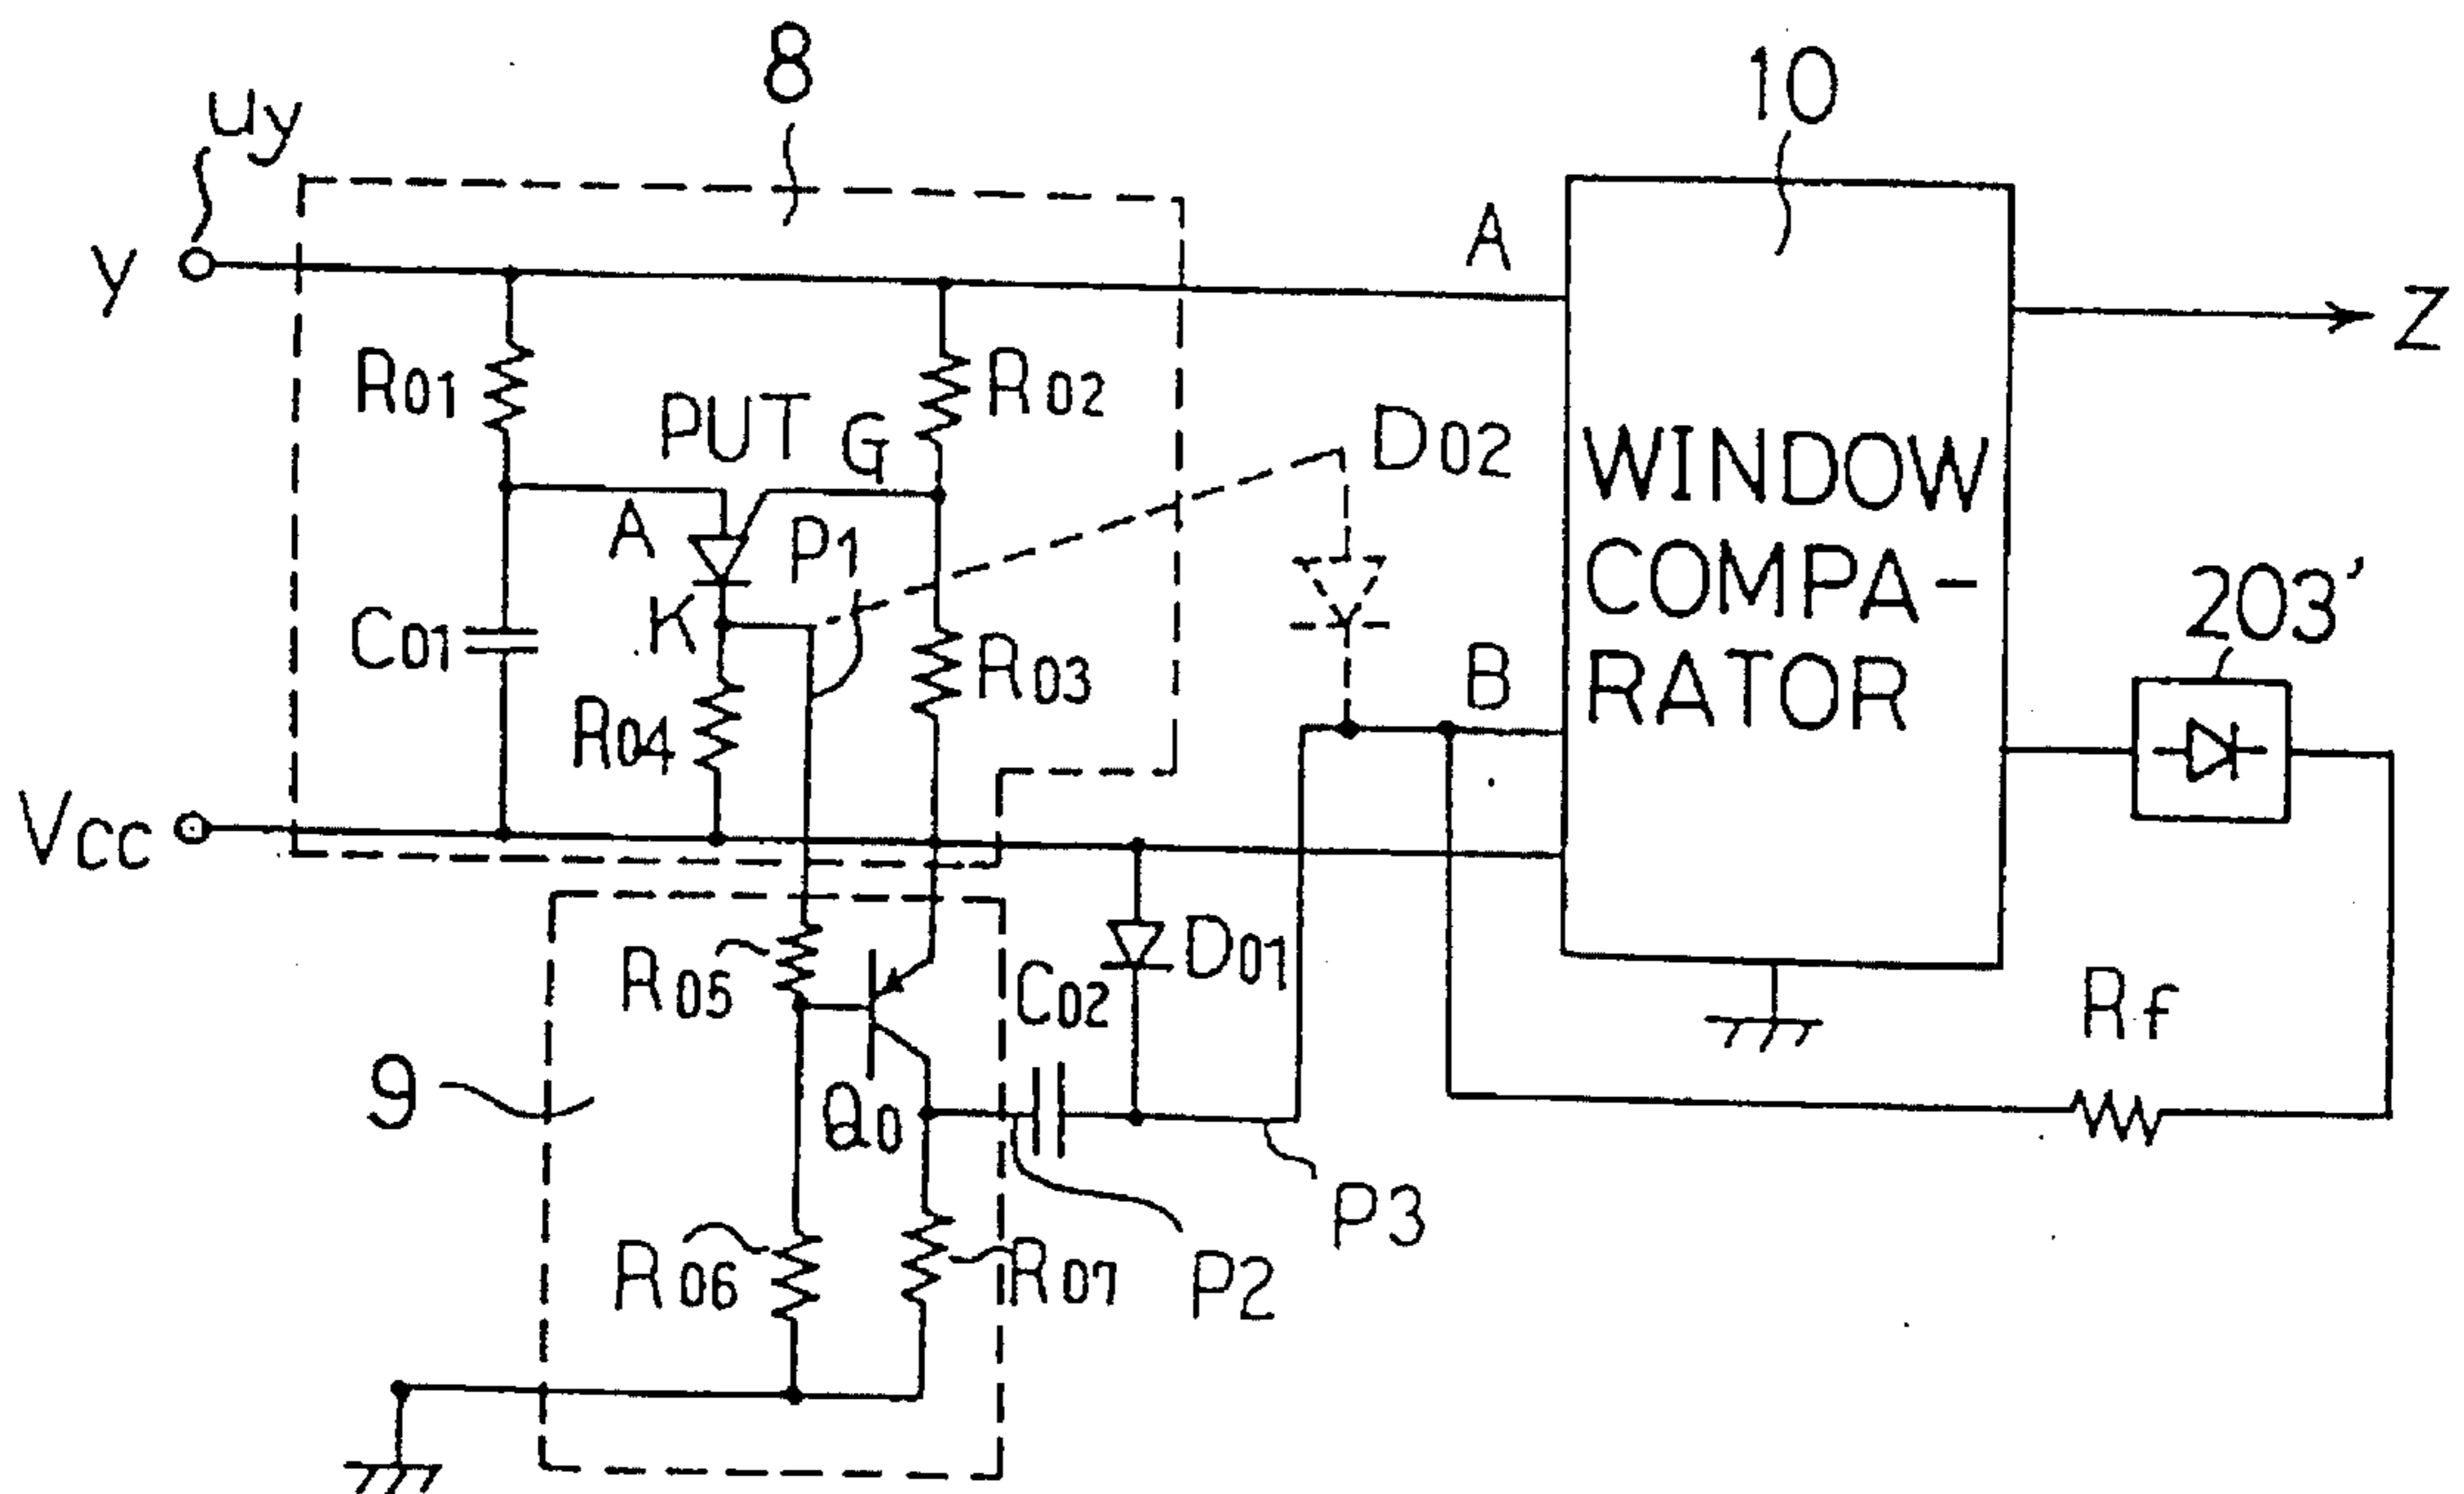 8
10
uy
y
A
Z
R01
R02
PUT
G
D02
WINDOW
COMPA-
RATOR
A
P1
K
C01
R03
R04
B
203'
Vcc
R05
C02
D01
Rf
9
Q0
P3
R06
R07
P2